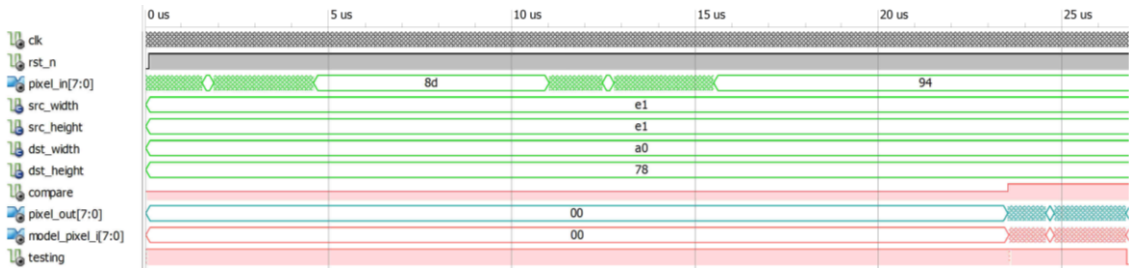 0 us 5 us 10 us 15 us 20 us 25 us
clk
rst_n
pixel_in[7:0] 8d 94
src_width e1
src_height e1
dst_width a0
dst_height 78
compare
pixel_out[7:0] 00
model_pixel_i[7:0] 00
testing